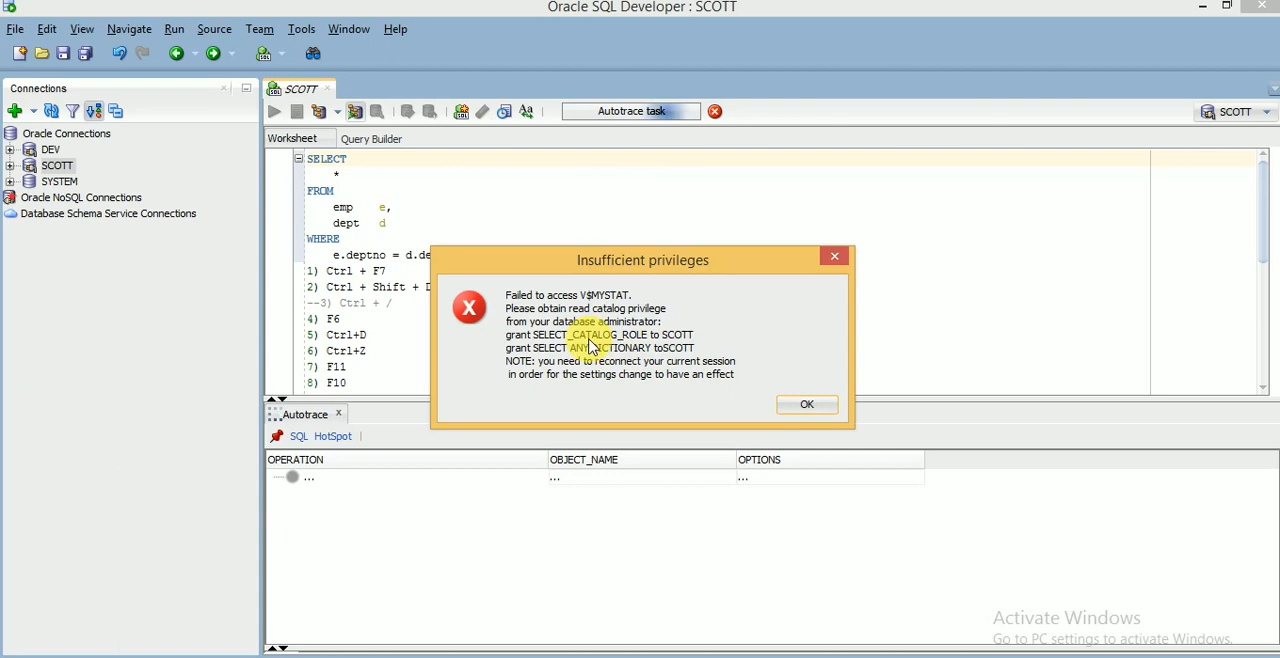 Oracle SQL Developer : SCOTT
File Edit View Navigate Run Source Team Tools Window Help
Connections
SCOTT
Autotrace task
SCOTT
Worksheet Query Builder
Oracle Connections
DEV
SCOTT
SYSTEM
Oracle NoSQL Connections
Database Schema Service Connections
SELECT
*
FROM
emp e,
dept d
WHERE
e.deptno = d.de
1) Ctrl + F7
2) Ctrl + Shift +
--3) Ctrl + /
4) F6
5) Ctrl+D
6) Ctrl+Z
7) F11
8) F10
Insufficient privileges
Failed to access V$MYSTAT.
Please obtain read catalog privilege
from your database administrator:
grant SELECT_CATALOG_ROLE to SCOTT
grant SELECT ANY DICTIONARY toSCOTT
NOTE: you need to reconnect your current session
in order for the settings change to have an effect
OK
Autotrace
SQL HotSpot
OPERATION OBJECT_NAME OPTIONS
... ... ...
Activate Windows
Go to PC settings to activate Windows.